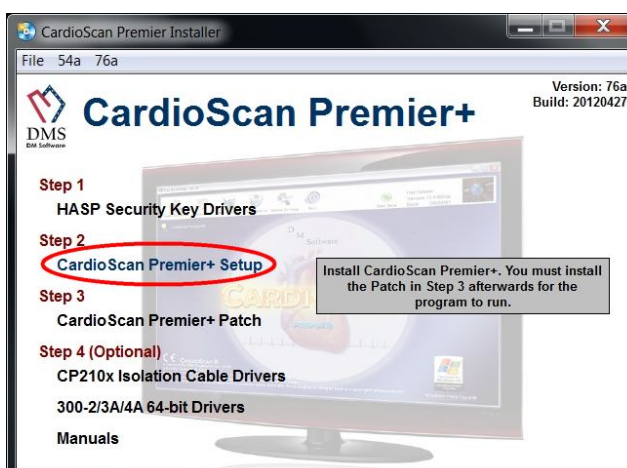 CardioScan Premier Installer
File 54a 76a
Version: 76a
Build: 20120427
DMS
DM Software
CardioScan Premier+
Step 1
HASP Security Key Drivers
Step 2
CardioScan Premier+ Setup
Install CardioScan Premier+. You must install
the Patch in Step 3 afterwards for the
program to run.
Step 3
CardioScan Premier+ Patch
Step 4 (Optional)
CP210x Isolation Cable Drivers
300-2/3A/4A 64-bit Drivers
Manuals